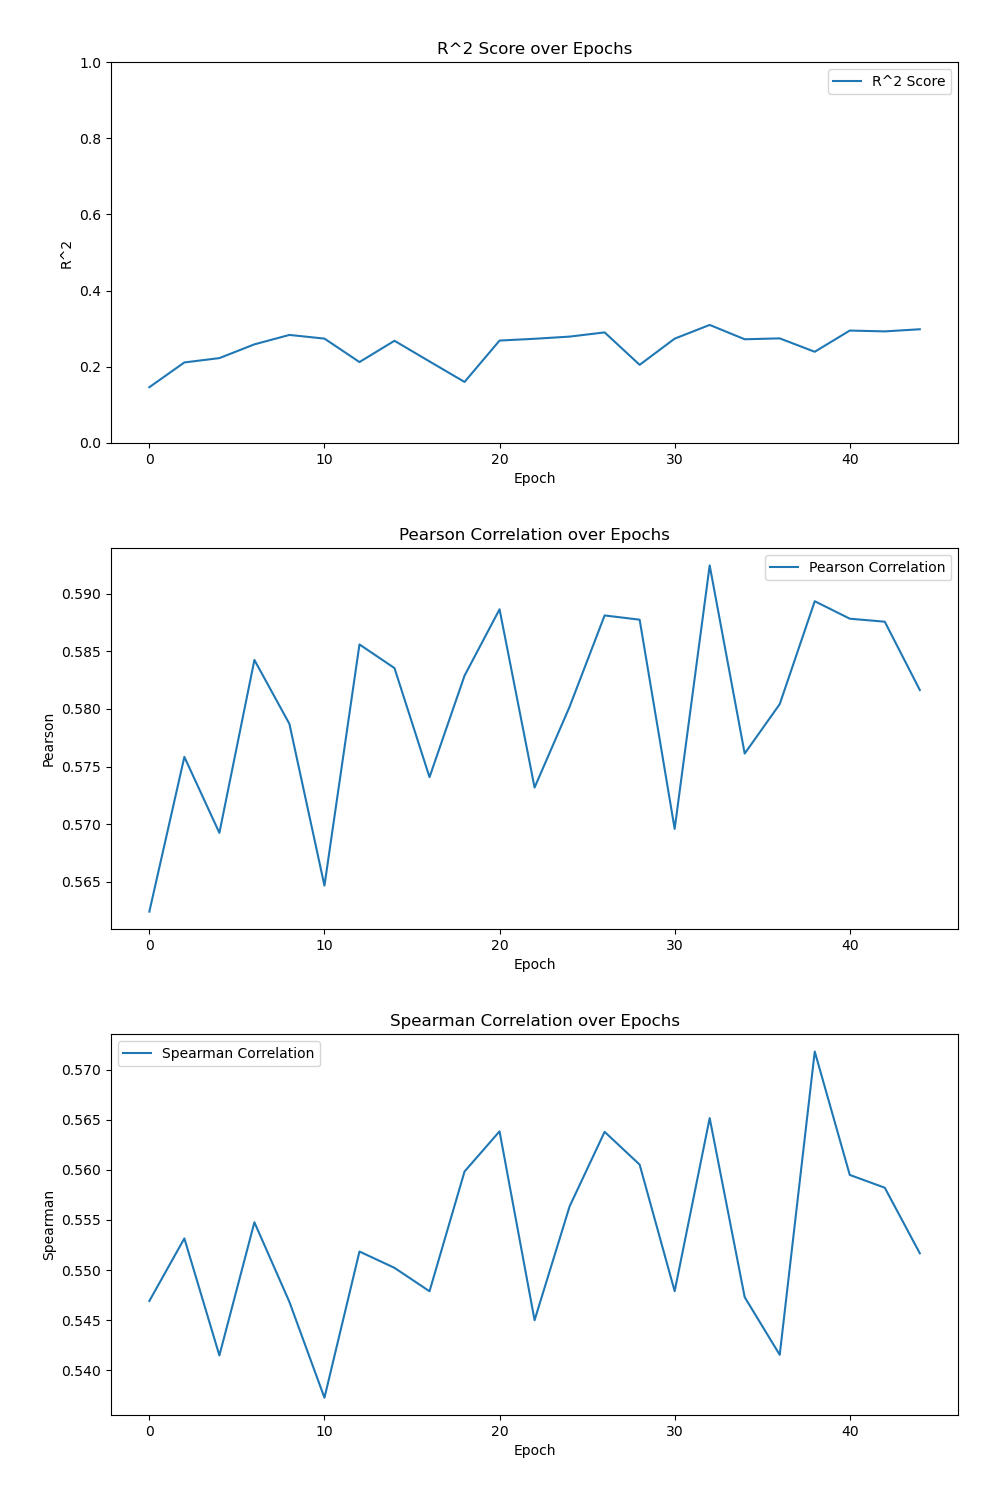 R^2 Score over Epochs
R^2 Score
1.0
0.8
0.6
0.4
0.2
0.0
R^2
0 10 20 30 40
Epoch
Pearson Correlation over Epochs
Pearson Correlation
0.590
0.585
0.580
0.575
0.570
0.565
Pearson
0 10 20 30 40
Epoch
Spearman Correlation over Epochs
Spearman Correlation
0.570
0.565
0.560
0.555
0.550
0.545
0.540
Spearman
0 10 20 30 40
Epoch